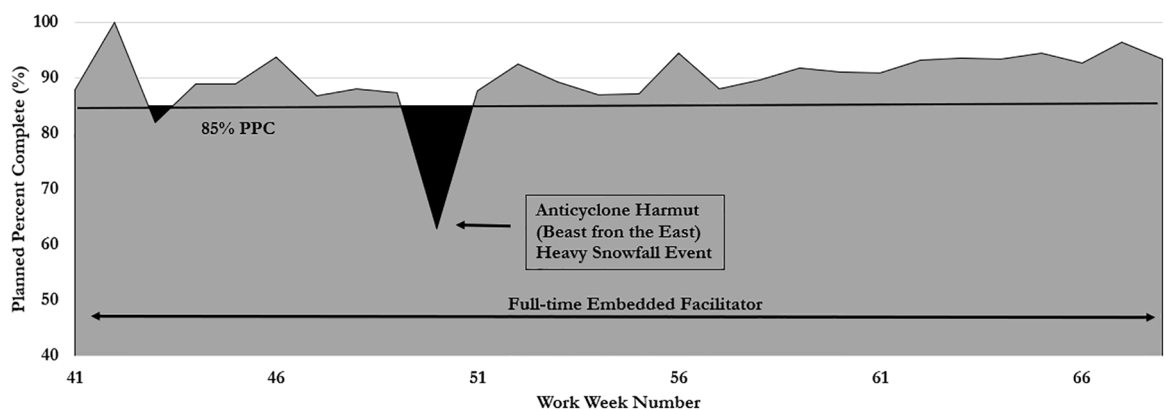 Planned Percent Complete (%)
100
90
80
70
60
50
40
85% PPC
Anticyclone Harmut
(Beast fron the East)
Heavy Snowfall Event
Full-time Embedded Facilitator
41 46 51 56 61 66
Work Week Number